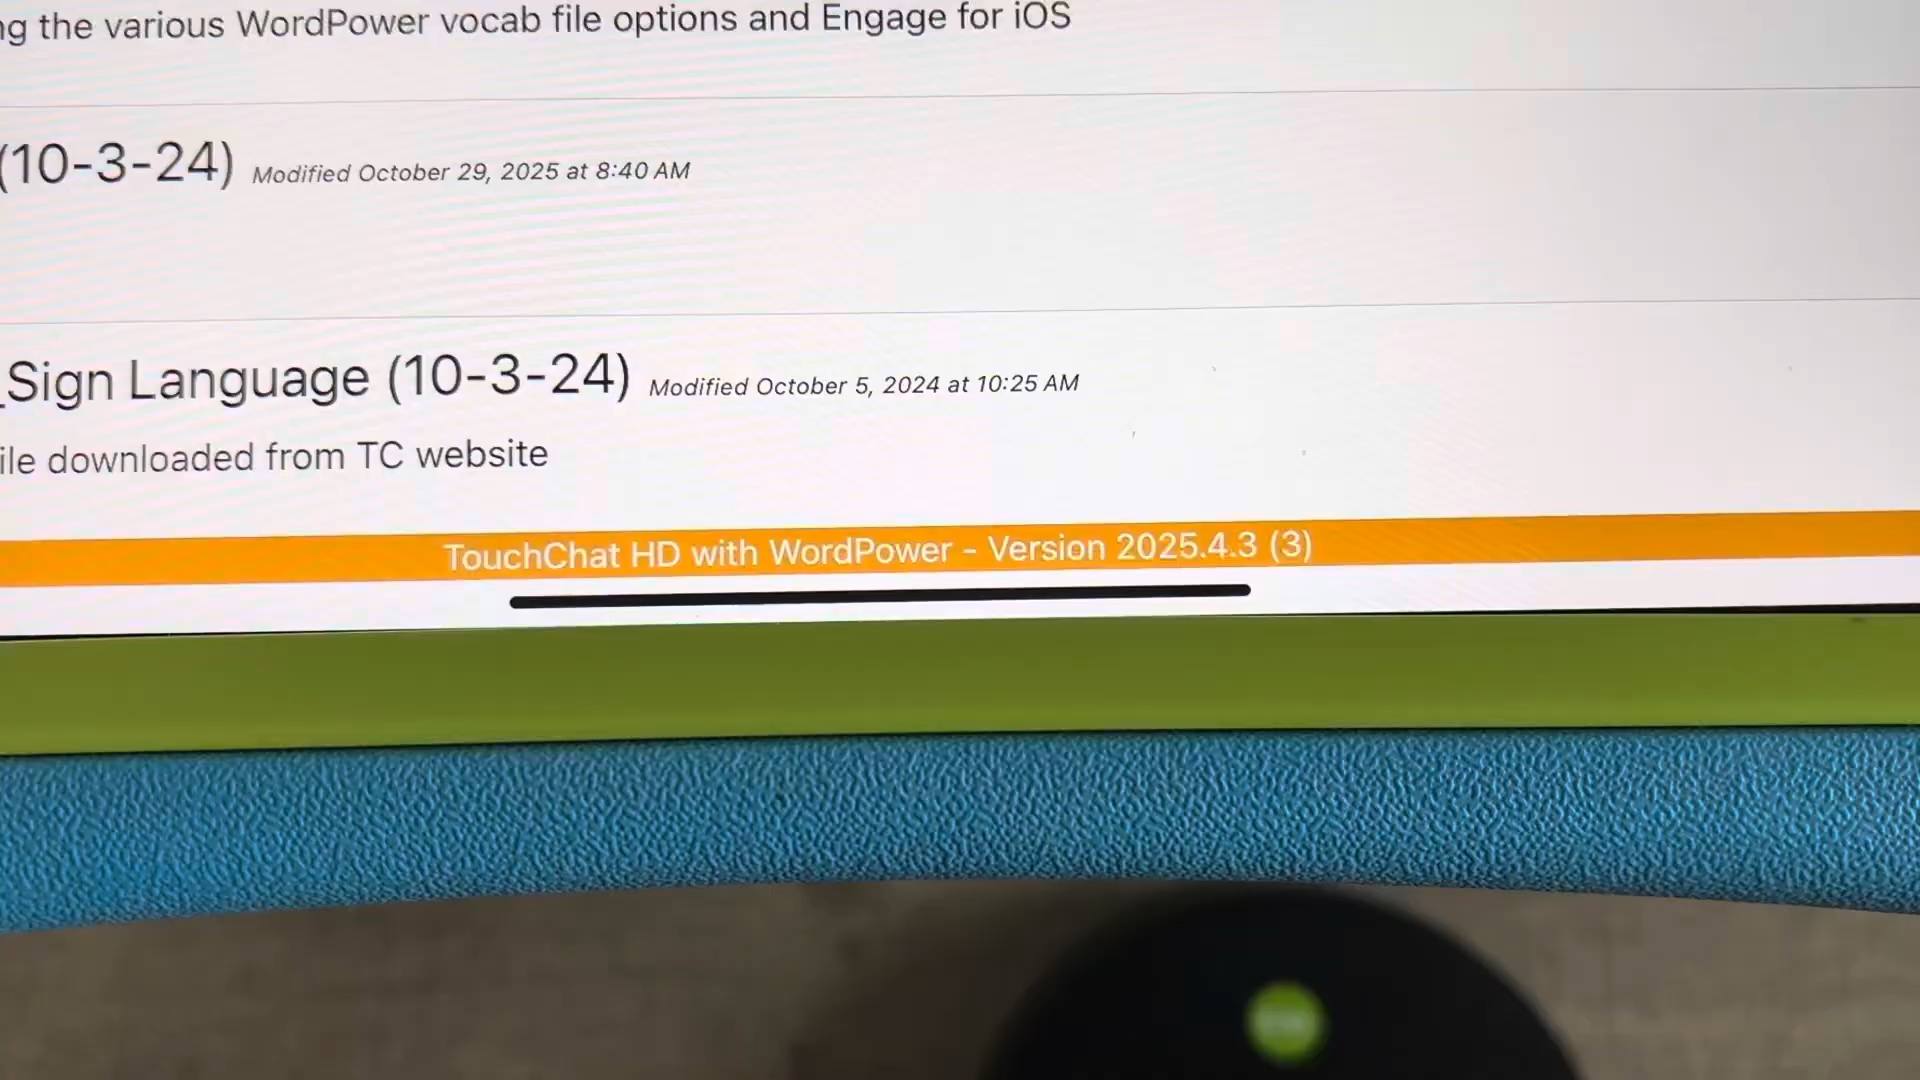 the various WordPower vocab file options and Engage for iOS
(10-3-24) Modified October 29, 2025 at 8:40 AM
Sign Language (10-3-24) Modified October 5, 2024 at 10:25 AM
downloaded from TC website
TouchChat HD with WordPower - Version 2025.4.3 (3)